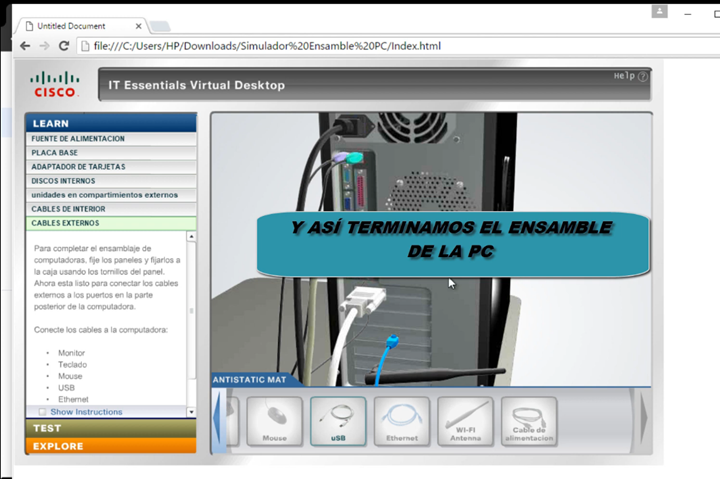 Untitled Document
file:///C:/Users/HP/Downloads/Simulador%20Ensamble%20PC/Index.html
CISCO
IT Essentials Virtual Desktop
Help ?
LEARN
FUENTE DE ALIMENTACION
PLACA BASE
ADAPTADOR DE TARJETAS
DISCOS INTERNOS
unidades en compartimientos externos
CABLES DE INTERIOR
CABLES EXTERNOS
Para completar el ensamblaje de
computadoras, fije los paneles y fijarlos a
la caja usando los tornillos del panel.
Ahora esta listo para conectar los cables
externos a los puertos en la parte
posterior de la computadora.
Conecte los cables a la computadora:
• Monitor
• Teclado
• Mouse
• USB
• Ethernet
Show Instructions
TEST
EXPLORE
Y ASÍ TERMINAMOS EL ENSAMBLE
DE LA PC
ANTISTATIC MAT
Mouse
uSB
Ethernet
WI-FI
Antenna
Cable de
alimentacion